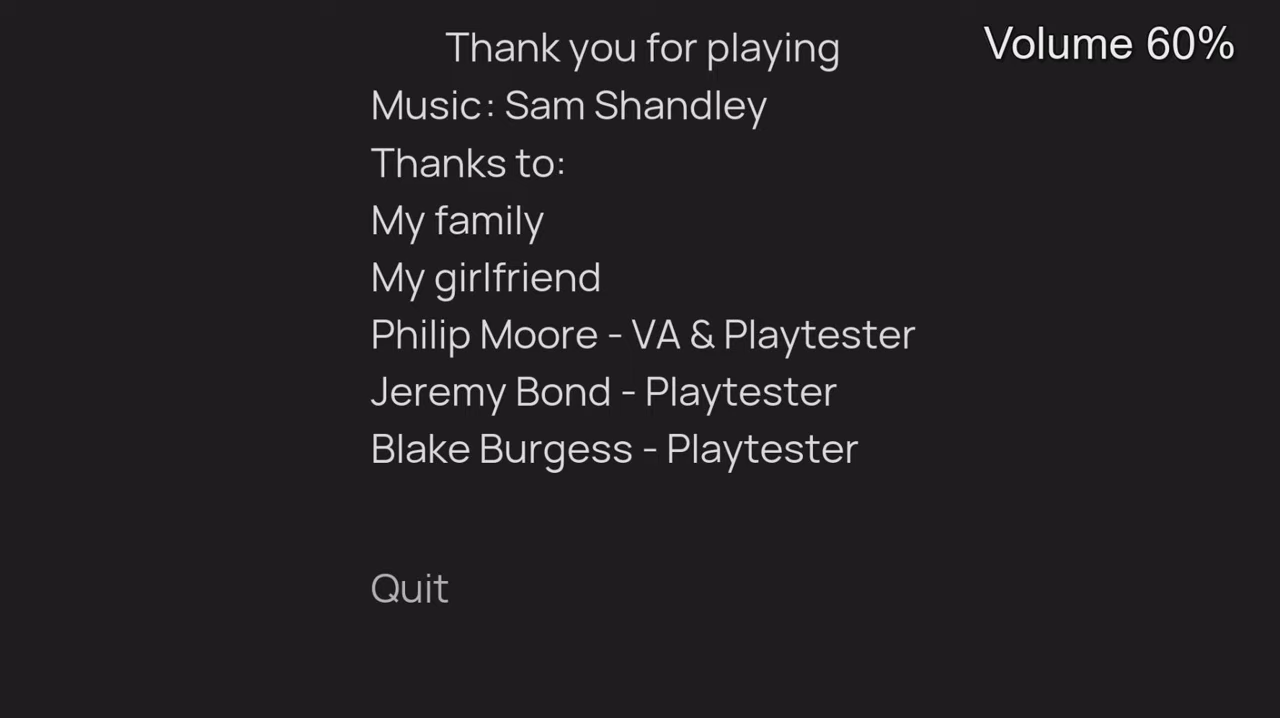 Thank you for playing
Volume 60%
Music: Sam Shandley
Thanks to:
My family
My girlfriend
Philip Moore - VA & Playtester
Jeremy Bond - Playtester
Blake Burgess - Playtester
Quit